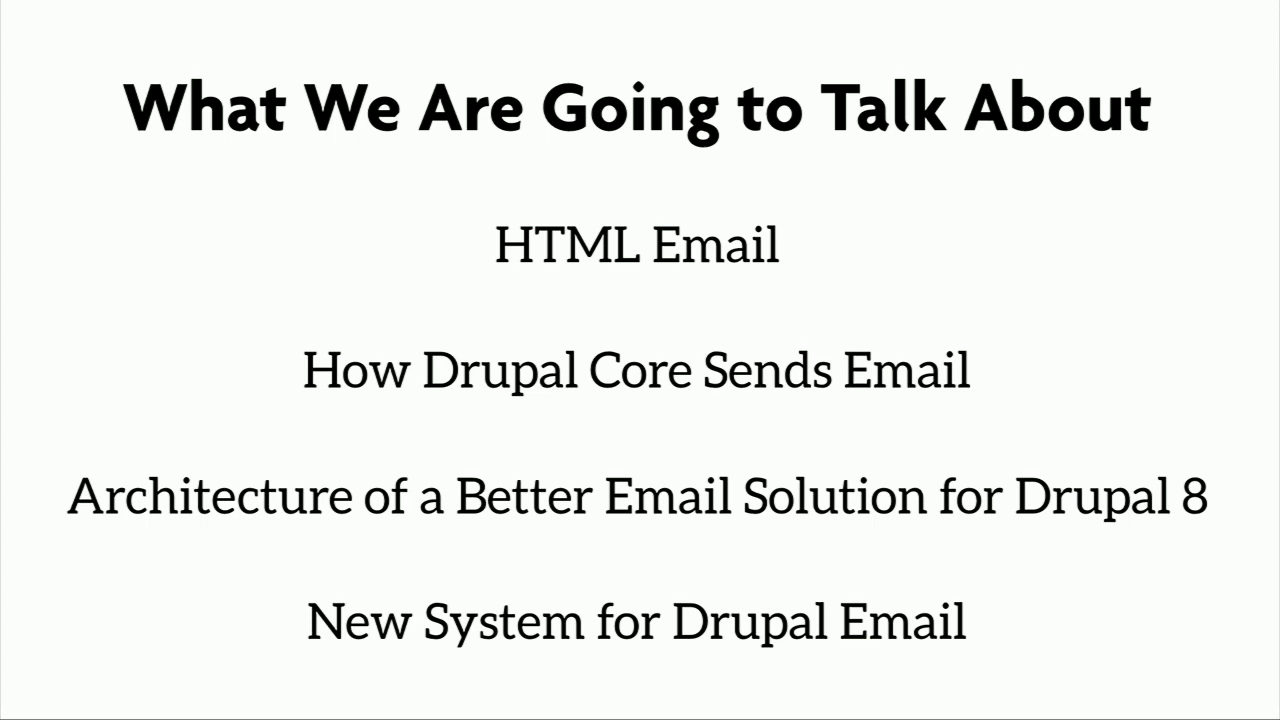 What We Are Going to Talk About
HTML Email
How Drupal Core Sends Email
Architecture of a Better Email Solution for Drupal 8
New System for Drupal Email